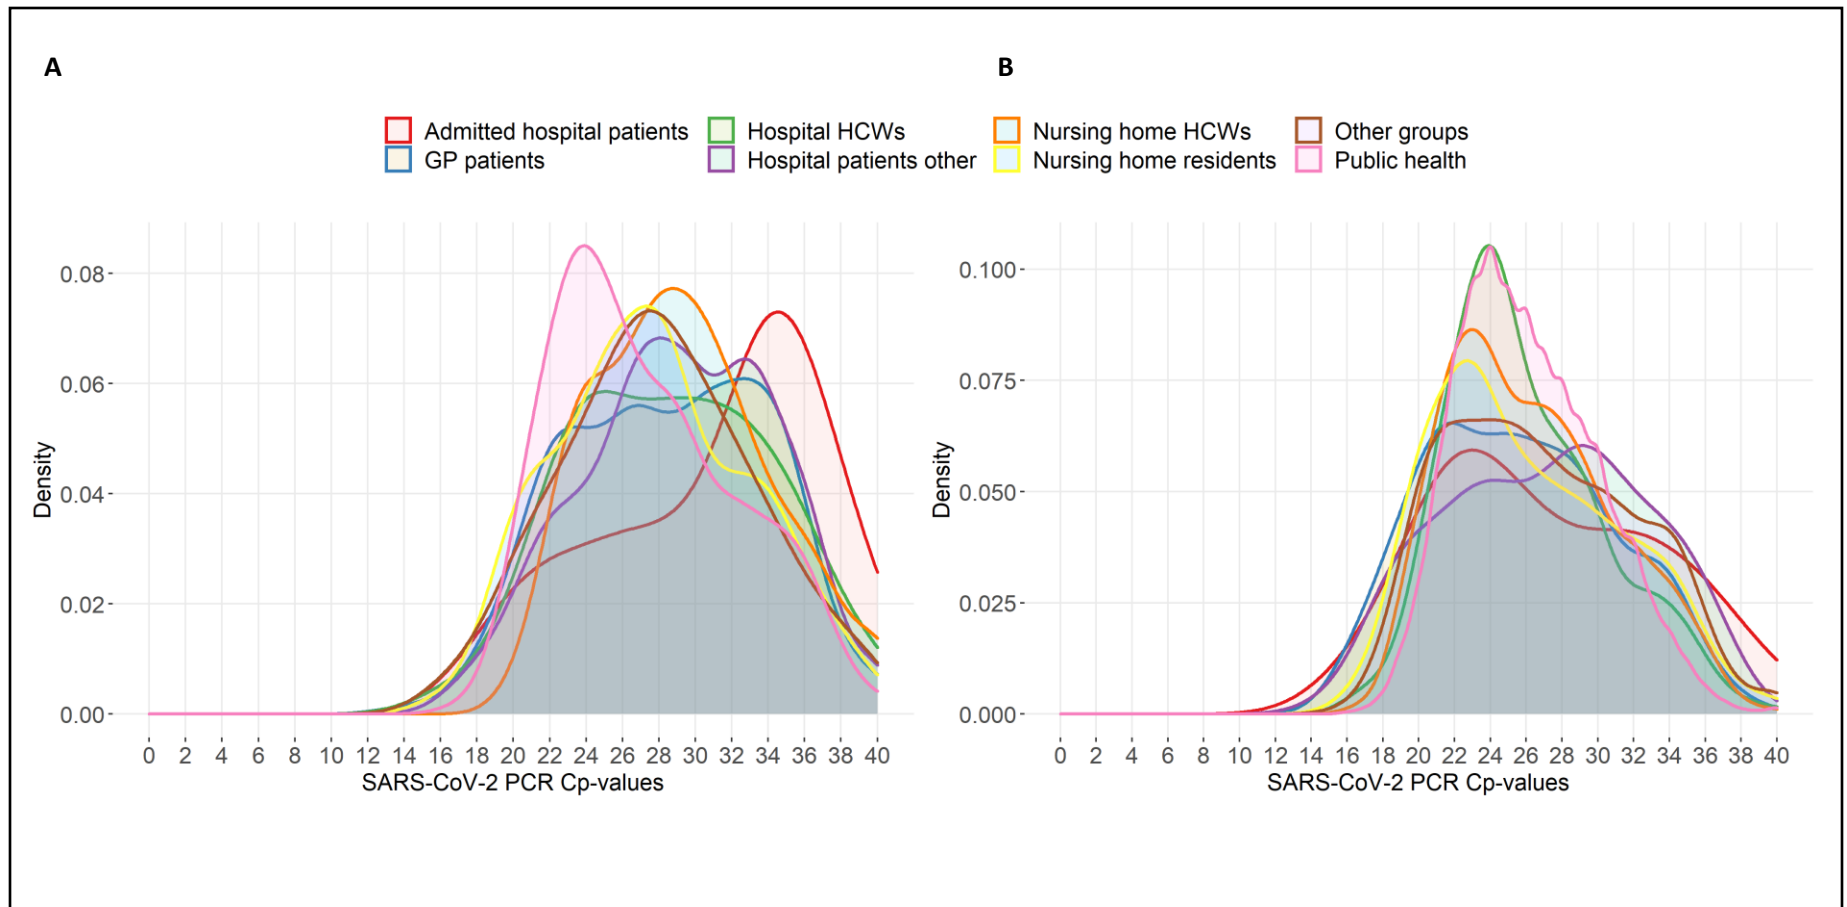 A B
Admitted hospital patients Hospital HCWs Nursing home HCWs Other groups
GP patients Hospital patients other Nursing home residents Public health
0.08
0.06
0.04
0.02
0.00
Density
0 2 4 6 8 10 12 14 16 18 20 22 24 26 28 30 32 34 36 38 40
SARS-CoV-2 PCR Cp-values
0.100
0.075
0.050
0.025
0.000
Density
0 2 4 6 8 10 12 14 16 18 20 22 24 26 28 30 32 34 36 38 40
SARS-CoV-2 PCR Cp-values